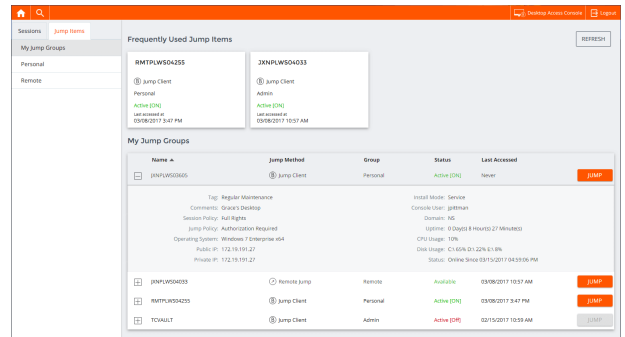 Desktop Access Console Logout
Sessions Jump Items
My Jump Groups
Personal
Remote
Frequently Used Jump Items REFRESH
RMTPLWS04255
Jump Client
Personal
Active [ON]
Last accessed at
03/08/2017 3:47 PM
JXNPLWS04033
Jump Client
Admin
Active [ON]
Last accessed at
03/08/2017 10:57 AM
My Jump Groups
Name Jump Method Group Status Last Accessed
JXNPLWS03605 Jump Client Personal Active [ON] Never JUMP
Tag: Regular Maintenance Install Mode: Service
Comments: Grace's Desktop Console User: jpittman
Session Policy: Full Rights Domain: NS
Jump Policy: Authorization Required Uptime: 0 Day(s) 8 Hour(s) 27 Minute(s)
Operating System: Windows 7 Enterprise x64 CPU Usage: 10%
Public IP: 172.19.191.27 Disk Usage: C:\ 65% D:\ 22% E:\ 8%
Private IP: 172.19.191.27 Status: Online Since 03/15/2017 04:59:06 PM
JXNPLWS04033 Remote Jump Remote Available 03/08/2017 10:57 AM JUMP
RMTPLWS04255 Jump Client Personal Active [ON] 03/08/2017 3:47 PM JUMP
TCVAULT Jump Client Admin Active [Off] 02/15/2017 10:59 AM JUMP